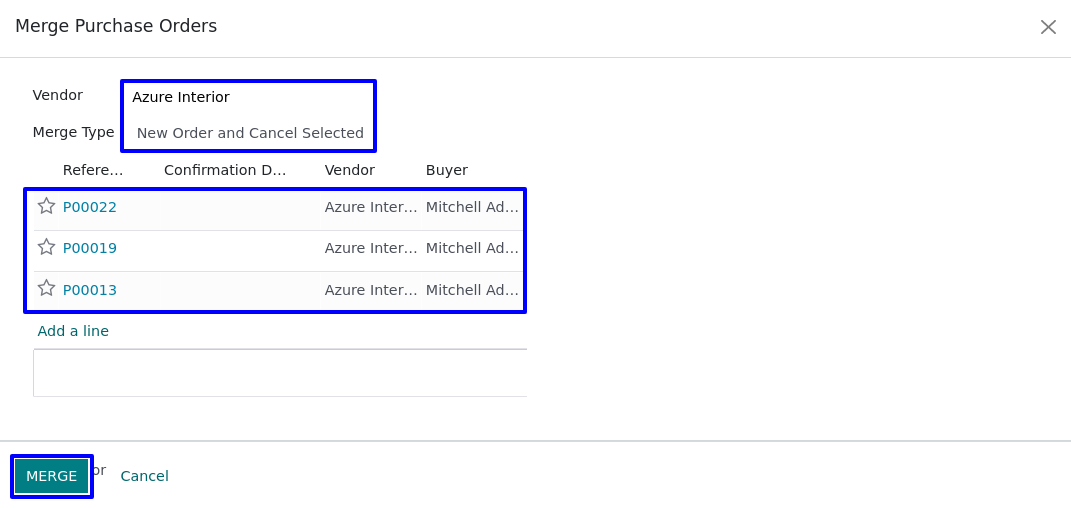 Merge Purchase Orders
Vendor Azure Interior
Merge Type New Order and Cancel Selected
Refere... Confirmation D... Vendor Buyer
P00022 Azure Inter... Mitchell Ad...
P00019 Azure Inter... Mitchell Ad...
P00013 Azure Inter... Mitchell Ad...
Add a line
MERGE or Cancel